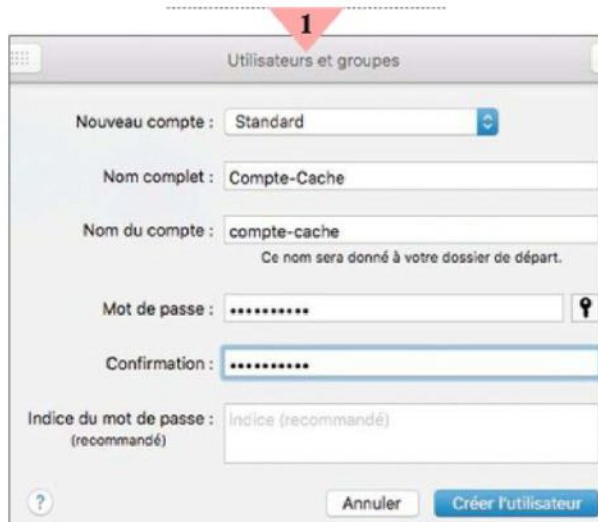 1
Utilisateurs et groupes
Nouveau compte : Standard
Nom complet : Compte-Cache
Nom du compte : compte-cache
Ce nom sera donné à votre dossier de départ.
Mot de passe : ••••••••••
Confirmation : ••••••••••
Indice du mot de passe : Indice (recommandé)
(recommandé)
? Annuler Créer l'utilisateur